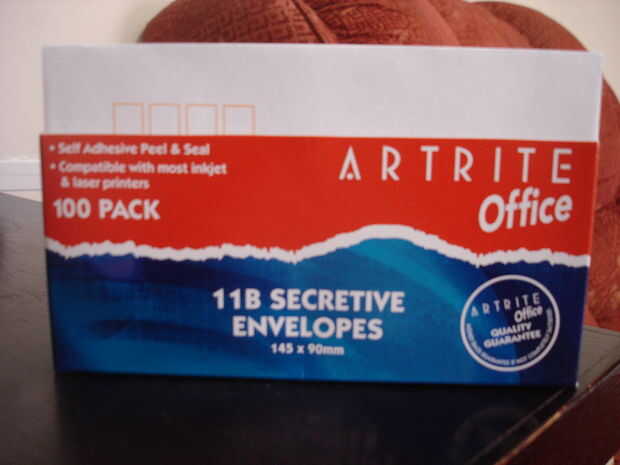 • Self Adhesive Peel & Seal
• Compatible with most inkjet
& laser printers
100 PACK
ARTRITE
Office
11B SECRETIVE
ENVELOPES
145 x 90mm
ARTRITE
Office
QUALITY
GUARANTEE